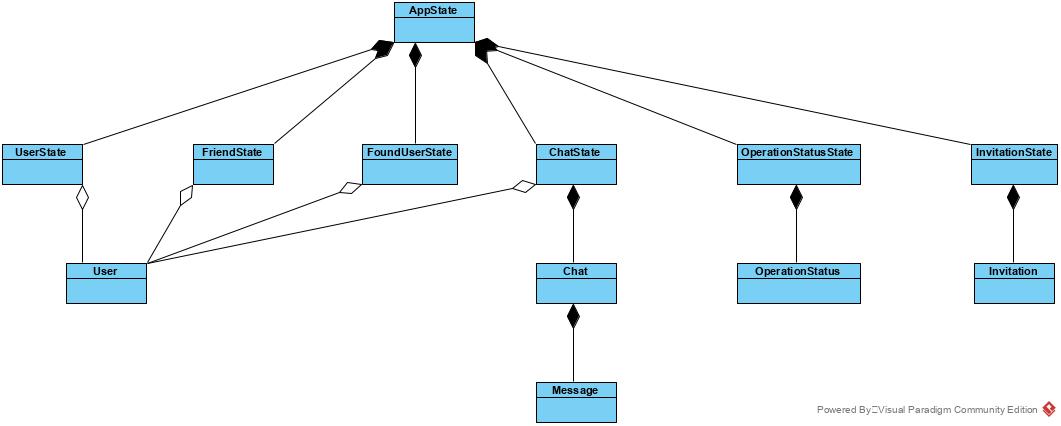 AppState
UserState
FriendState
FoundUserState
ChatState
OperationStatusState
InvitationState
User
Chat
OperationStatus
Invitation
Message
Powered By Visual Paradigm Community Edition